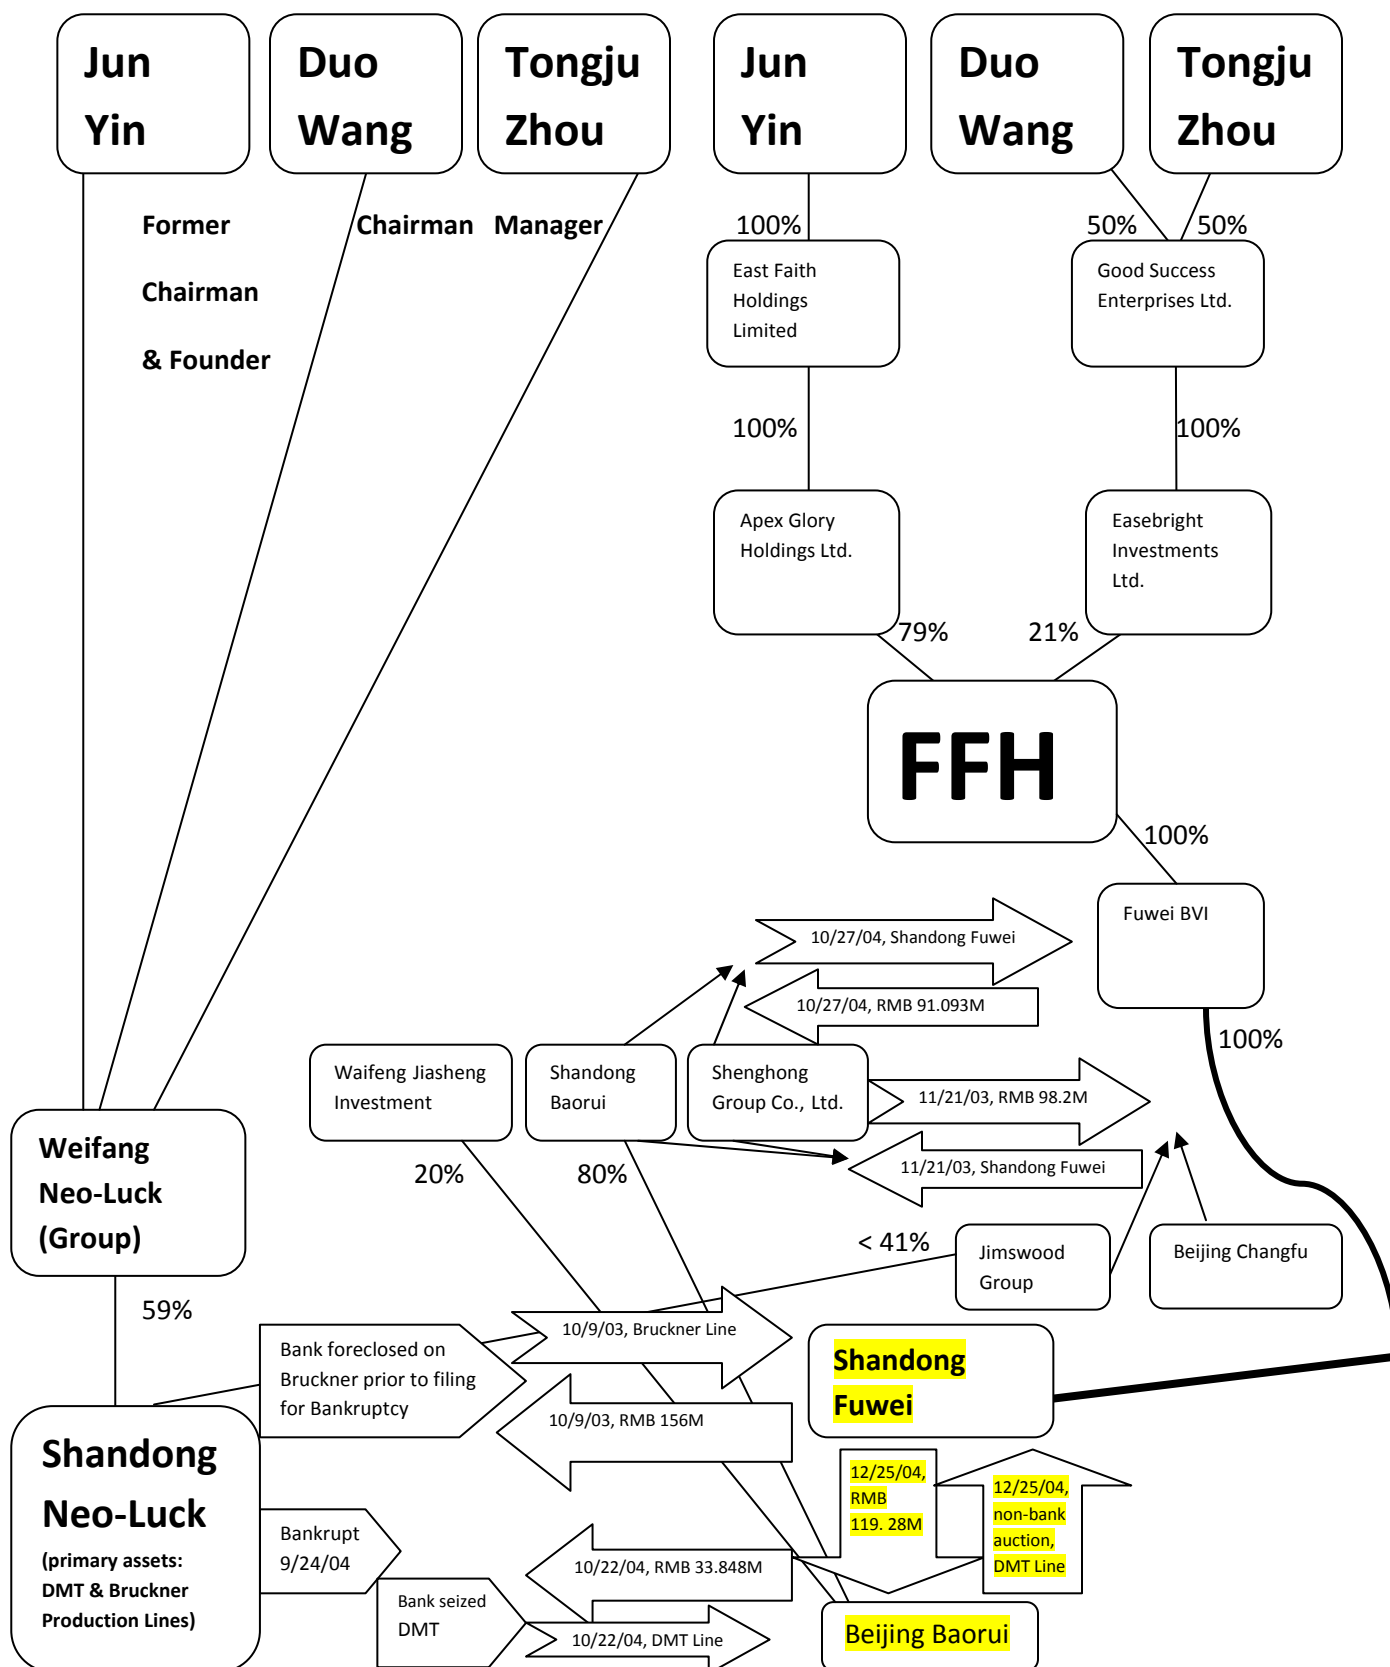 Jun
Yin
Duo
Wang
Tongju
Zhou
Jun
Yin
Duo
Wang
Tongju
Zhou
Former
Chairman
& Founder
Chairman
Manager
100%
50%
50%
East Faith
Holdings
Limited
Good Success
Enterprises Ltd.
100%
100%
Apex Glory
Holdings Ltd.
Easebright
Investments
Ltd.
79%
21%
FFH
100%
Fuwei BVI
10/27/04, Shandong Fuwei
10/27/04, RMB 91.093M
100%
Waifeng Jiasheng
Investment
Shandong
Baorui
Shenghong
Group Co., Ltd.
11/21/03, RMB 98.2M
11/21/03, Shandong Fuwei
20%
80%
Weifang
Neo-Luck
(Group)
< 41%
Jimswood
Group
Beijing Changfu
59%
Bank foreclosed on
Bruckner prior to filing
for Bankruptcy
10/9/03, Bruckner Line
10/9/03, RMB 156M
Shandong
Fuwei
Shandong
Neo-Luck
(primary assets:
DMT & Bruckner
Production Lines)
12/25/04,
RMB
119. 28M
12/25/04,
non-bank
auction,
DMT Line
Bankrupt
9/24/04
10/22/04, RMB 33.848M
Bank seized
DMT
10/22/04, DMT Line
Beijing Baorui